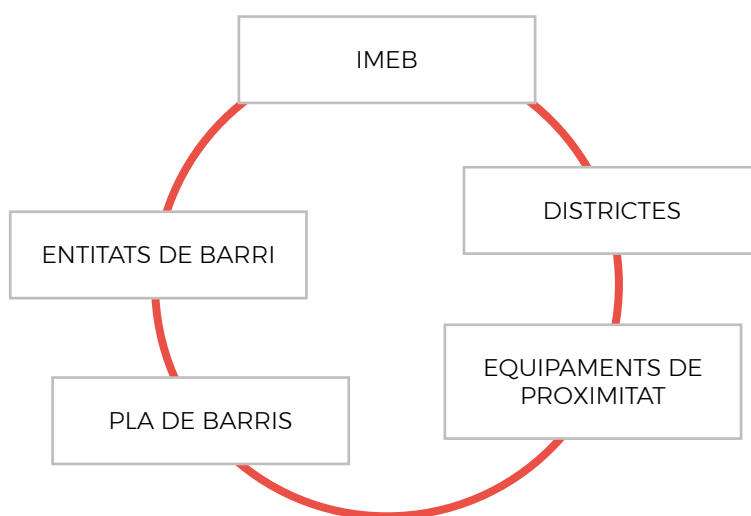 IMEB
DISTRICTES
ENTITATS DE BARRI
EQUIPAMENTS DE
PROXIMITAT
PLA DE BARRIS